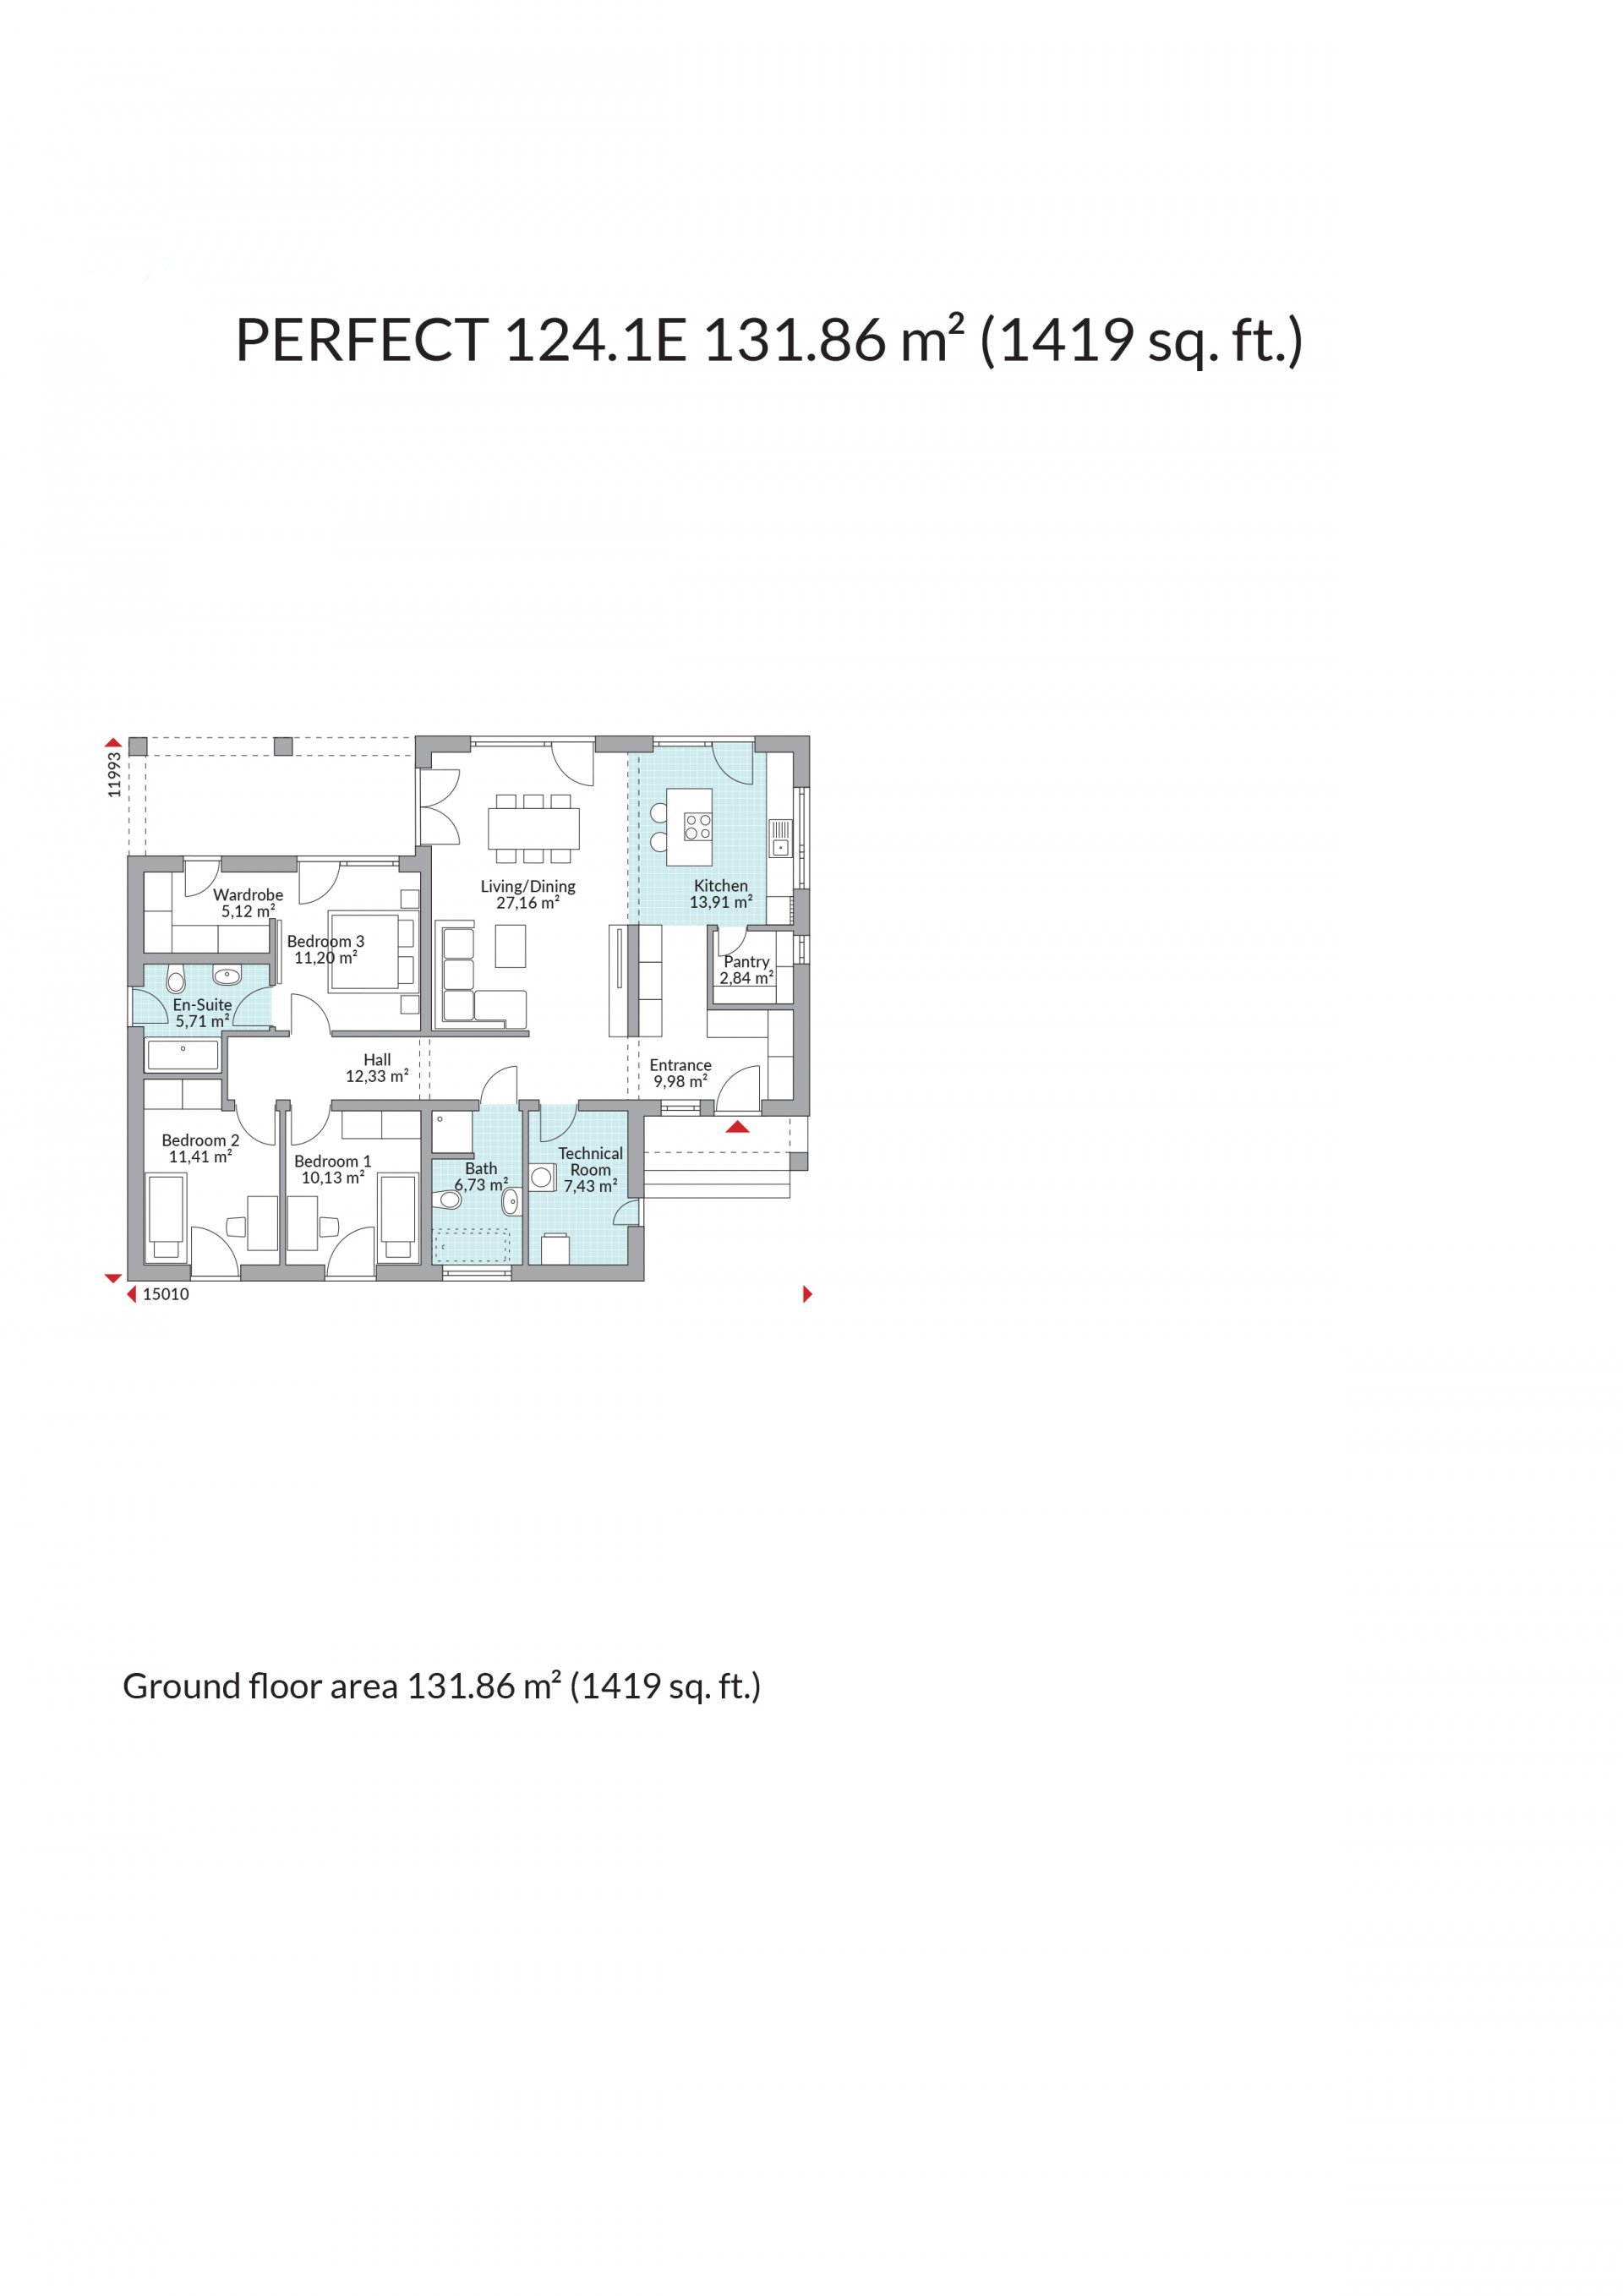 PERFECT 124.1E 131.86 m² (1419 sq. ft.)
11993
Living/Dining
27,16 m²
Kitchen
13,91 m²
Wardrobe
5,12 m²
Bedroom 3
11,20 m²
Pantry
2,84 m²
En-Suite
5,71 m²
Hall
12,33 m²
Entrance
9,98 m²
Bedroom 2
11,41 m²
Bedroom 1
10,13 m²
Bath
6,73 m²
Technical
Room
7,43 m²
15010
Ground floor area 131.86 m² (1419 sq. ft.)